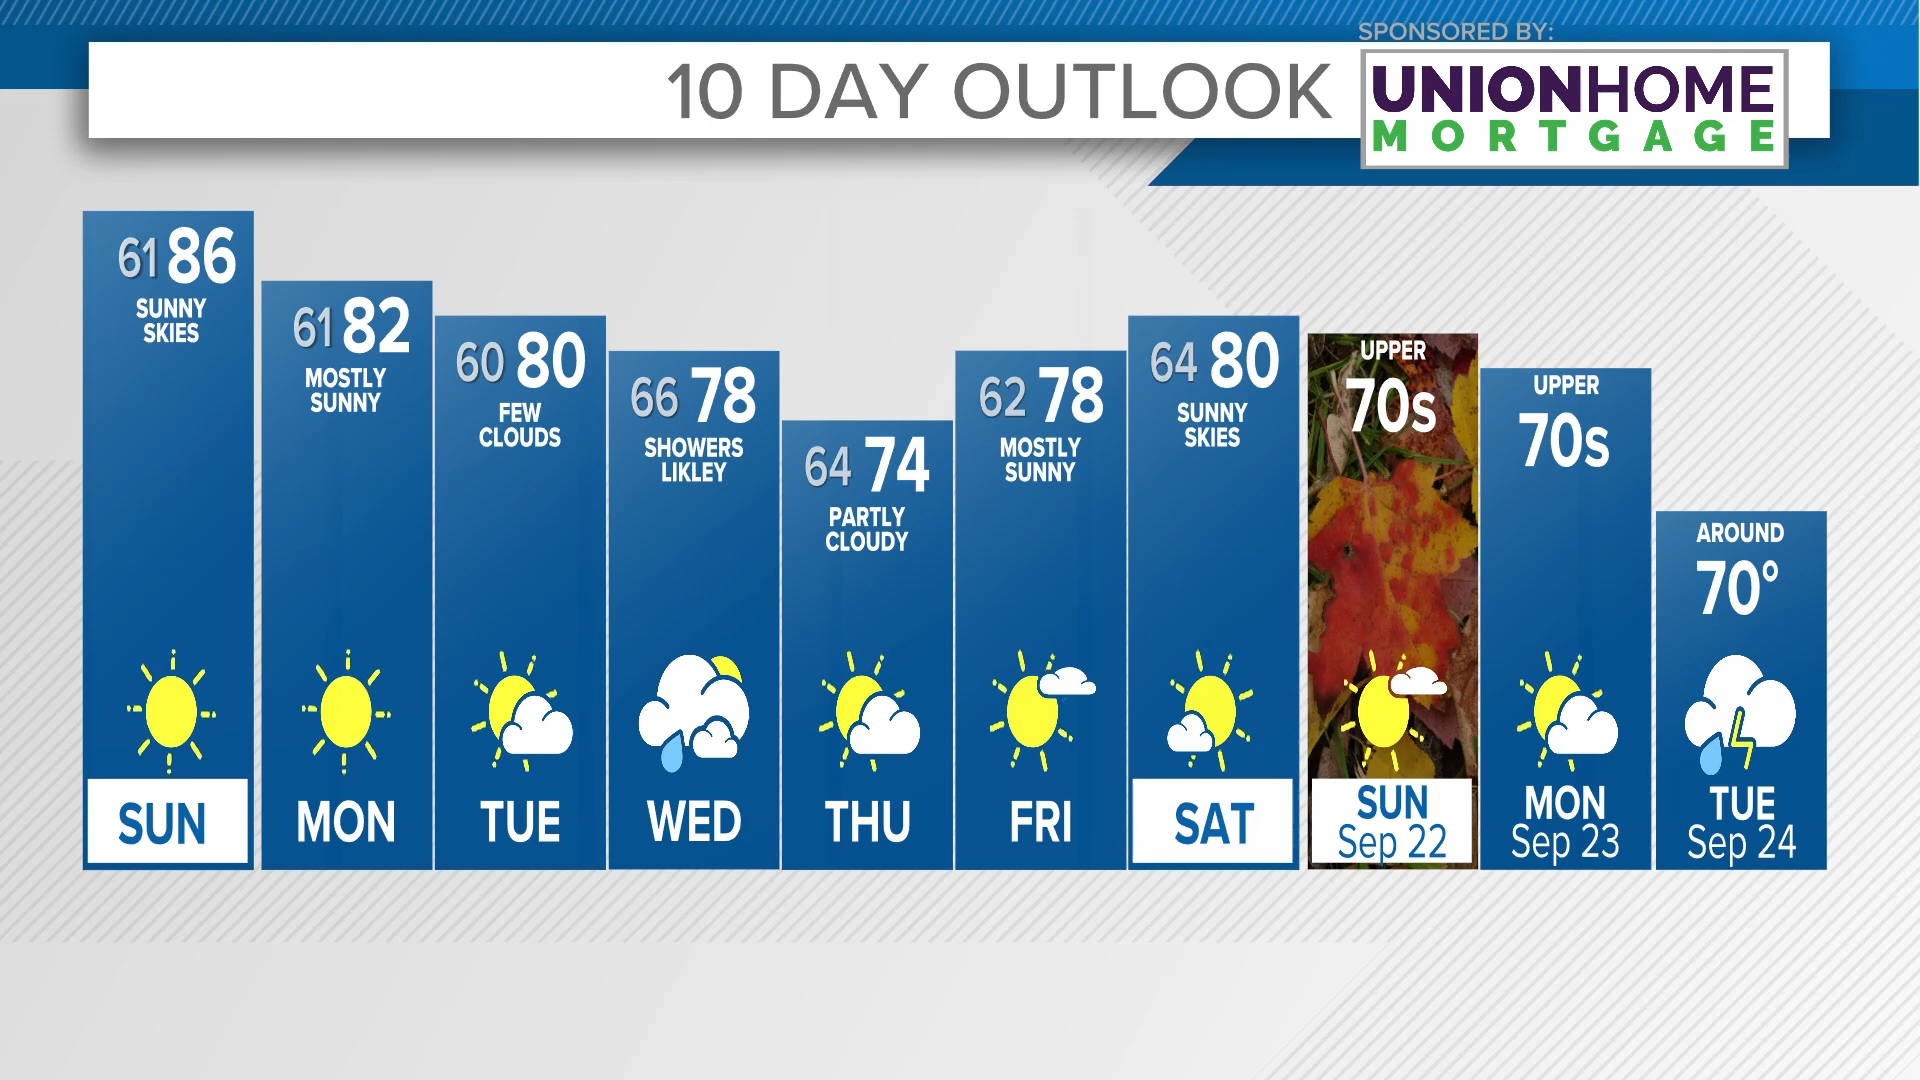 SPONSORED BY:
10 DAY OUTLOOK
UNIONHOME
MORTGAGE
61 86
SUNNY
SKIES
SUN
61 82
MOSTLY
SUNNY
MON
60 80
FEW
CLOUDS
TUE
66 78
SHOWERS
LIKLEY
WED
64 74
PARTLY
CLOUDY
THU
62 78
MOSTLY
SUNNY
FRI
64 80
SUNNY
SKIES
SAT
UPPER
70s
SUN
Sep 22
UPPER
70s
MON
Sep 23
AROUND
70°
TUE
Sep 24